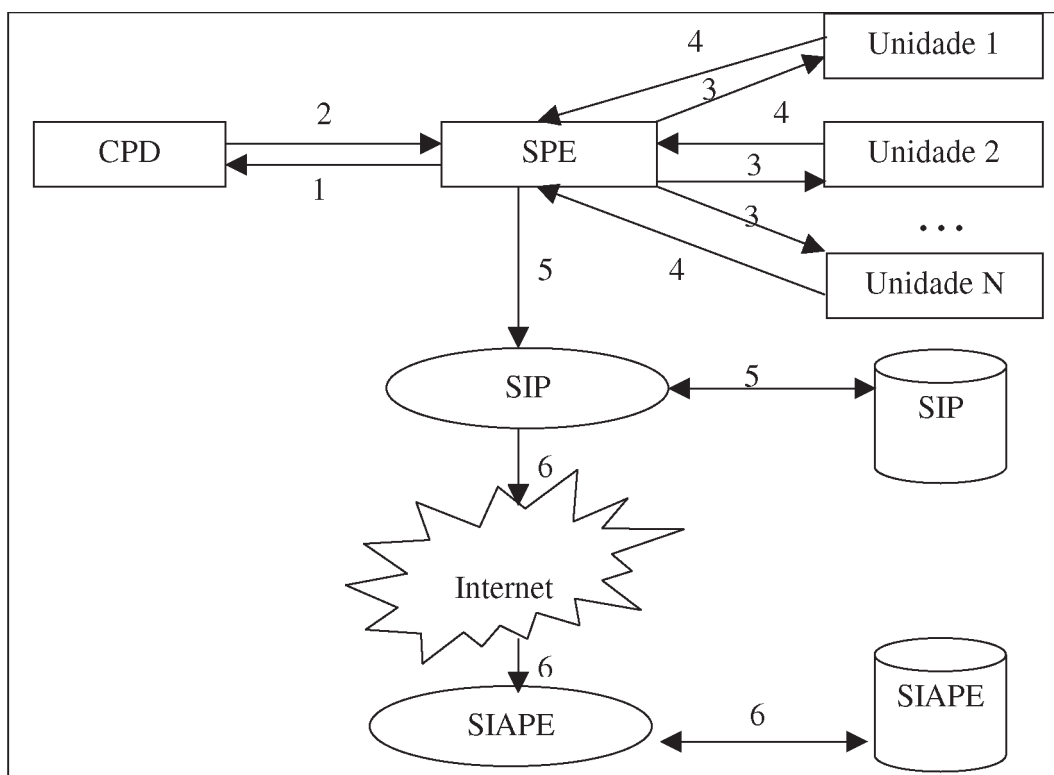 4
Unidade 1
3
2
4
CPD
SPE
Unidade 2
1
3
3
...
4
Unidade N
5
SIP
5
SIP
6
Internet
6
SIAPE
6
SIAPE